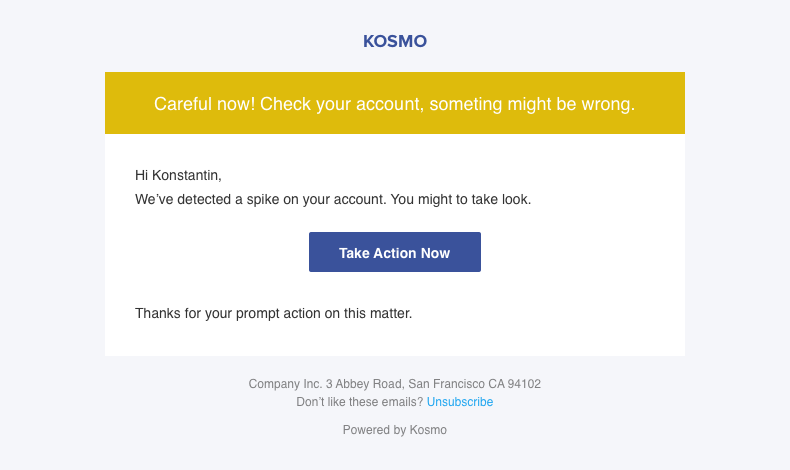 KOSMO
Careful now! Check your account, someting might be wrong.
Hi Konstantin,
We've detected a spike on your account. You might to take look.
Take Action Now
Thanks for your prompt action on this matter.
Company Inc. 3 Abbey Road, San Francisco CA 94102
Don't like these emails? Unsubscribe
Powered by Kosmo